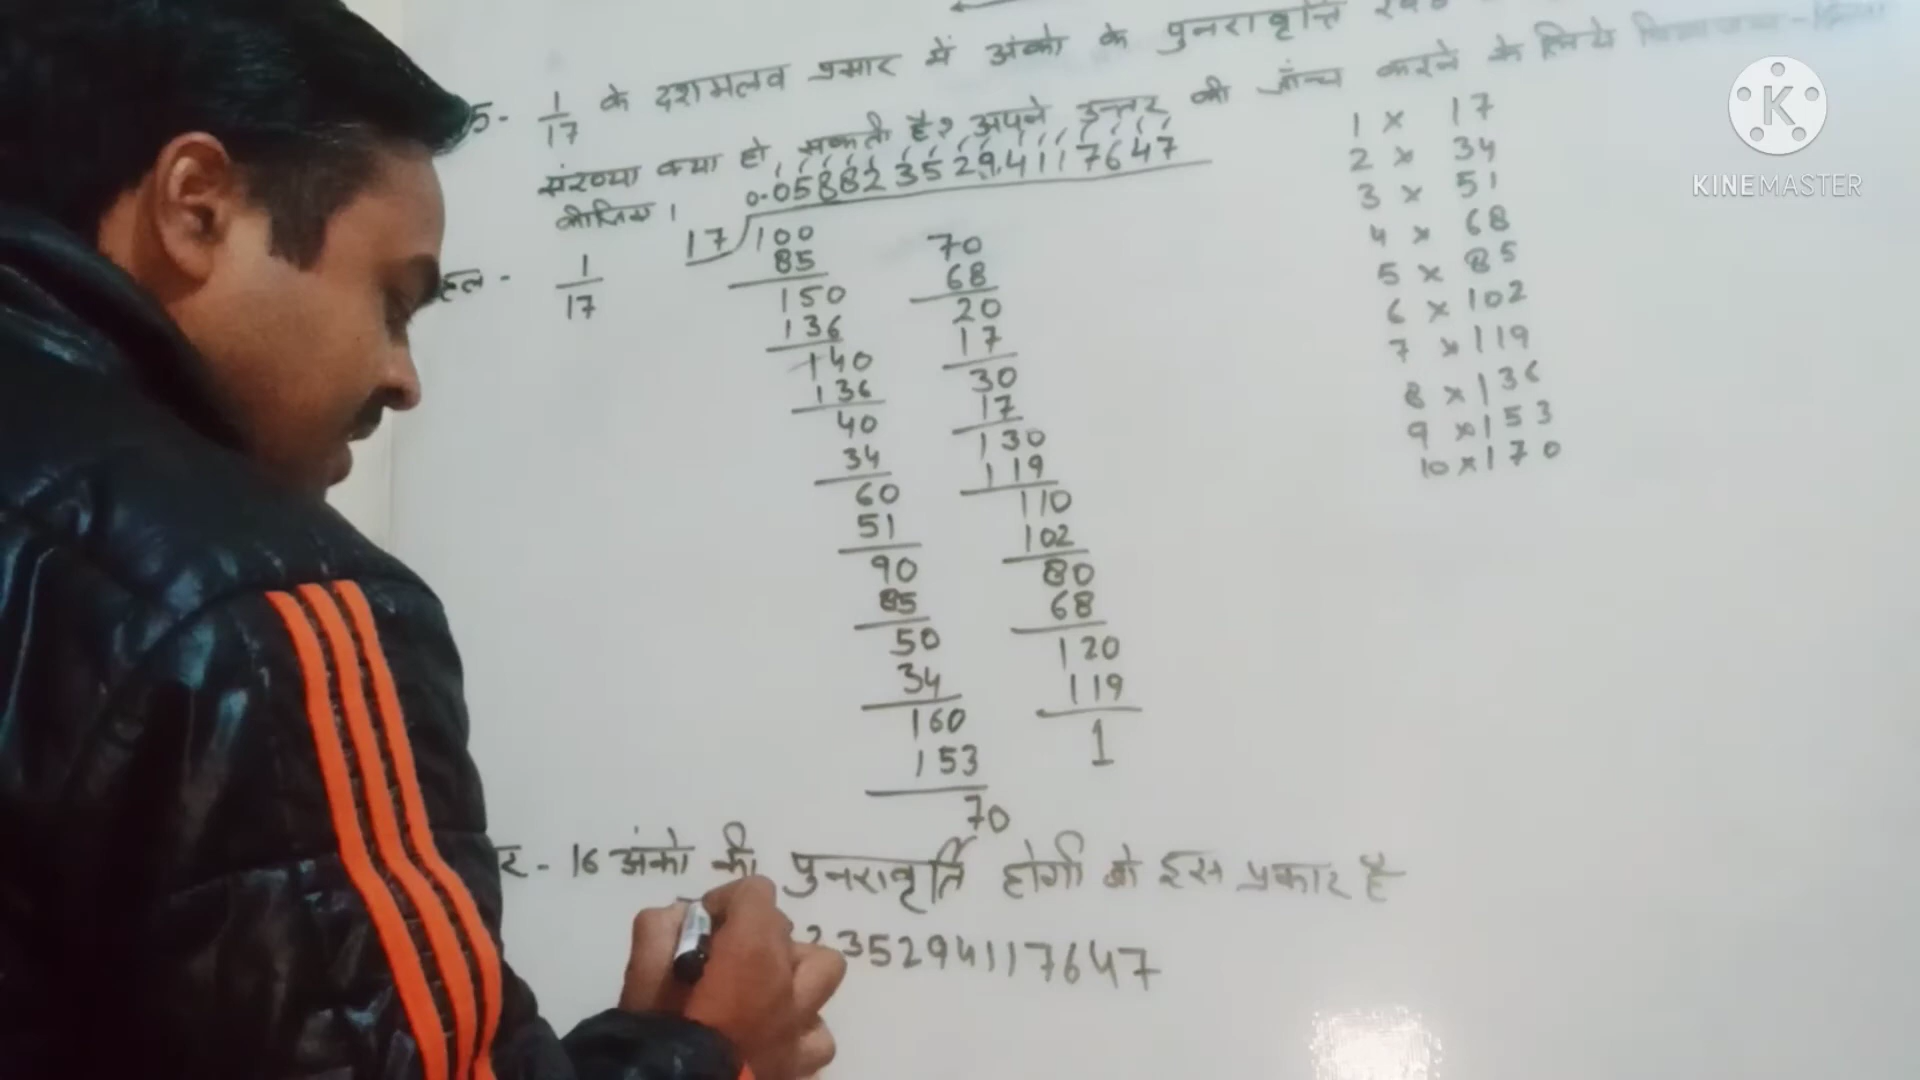 5- 1/17 के दशमलव प्रसार में अंको के पुनरावृत्ति
संख्या क्या हो सकती है? अपने उत्तर की जाँच करने के लिये
कीजिए।
हल- 1/17
0.0588235294117647
17 100
85
150
136
140
136
40
34
60
51
90
85
50
34
160
153
70
70
68
20
17
30
17
130
119
110
102
80
68
120
119
1
1 × 17
2 × 34
3 × 51
4 × 68
5 × 85
6 × 102
7 × 119
8 × 136
9 × 153
10 × 170
र - 16 अंको की पुनरावृर्ति होगी जो इस प्रकार है
235294117647
K
KINEMASTER